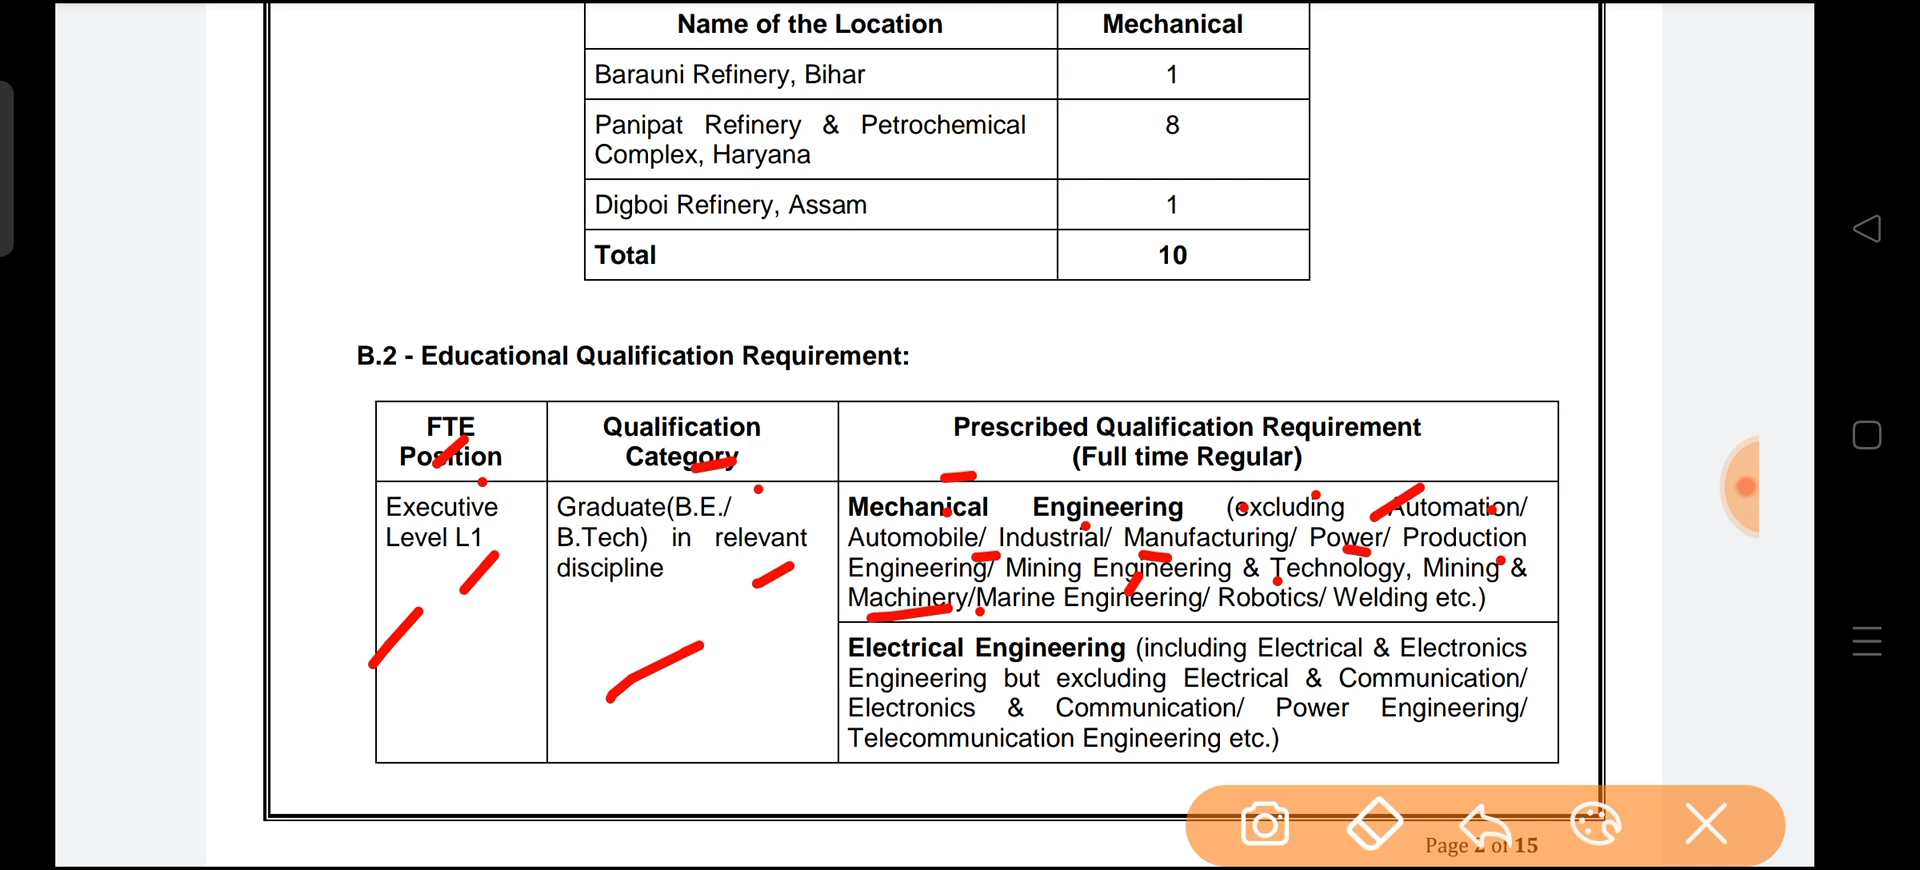 Name of the Location Mechanical
Barauni Refinery, Bihar 1
Panipat Refinery & Petrochemical 8
Complex, Haryana
Digboi Refinery, Assam 1
Total 10
B.2 - Educational Qualification Requirement:
FTE
Position
Qualification
Category
Prescribed Qualification Requirement
(Full time Regular)
Executive
Level L1
Graduate(B.E./
B.Tech) in relevant
discipline
Mechanical Engineering (excluding Automation/
Automobile/ Industrial/ Manufacturing/ Power/ Production
Engineering/ Mining Engineering & Technology, Mining &
Machinery/Marine Engineering/ Robotics/ Welding etc.)
Electrical Engineering (including Electrical & Electronics
Engineering but excluding Electrical & Communication/
Electronics & Communication/ Power Engineering/
Telecommunication Engineering etc.)
Page 2 of 15